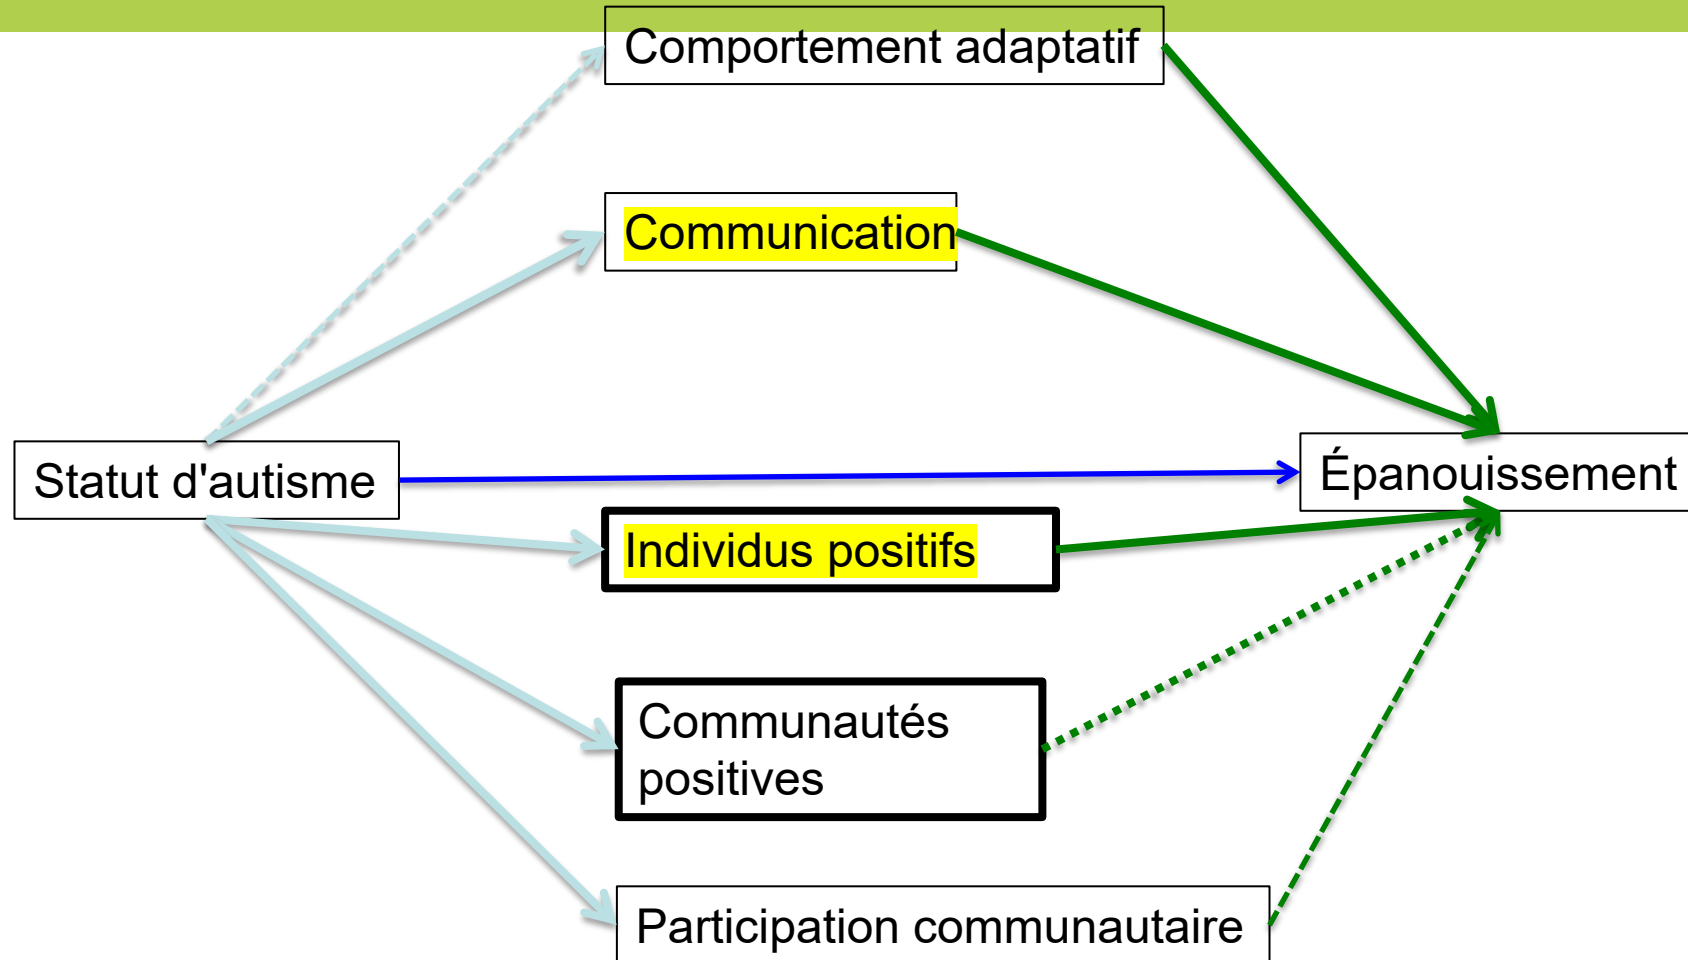 Comportement adaptatif
Communication
Statut d'autisme
Épanouissement
Individus positifs
Communautés
positives
Participation communautaire